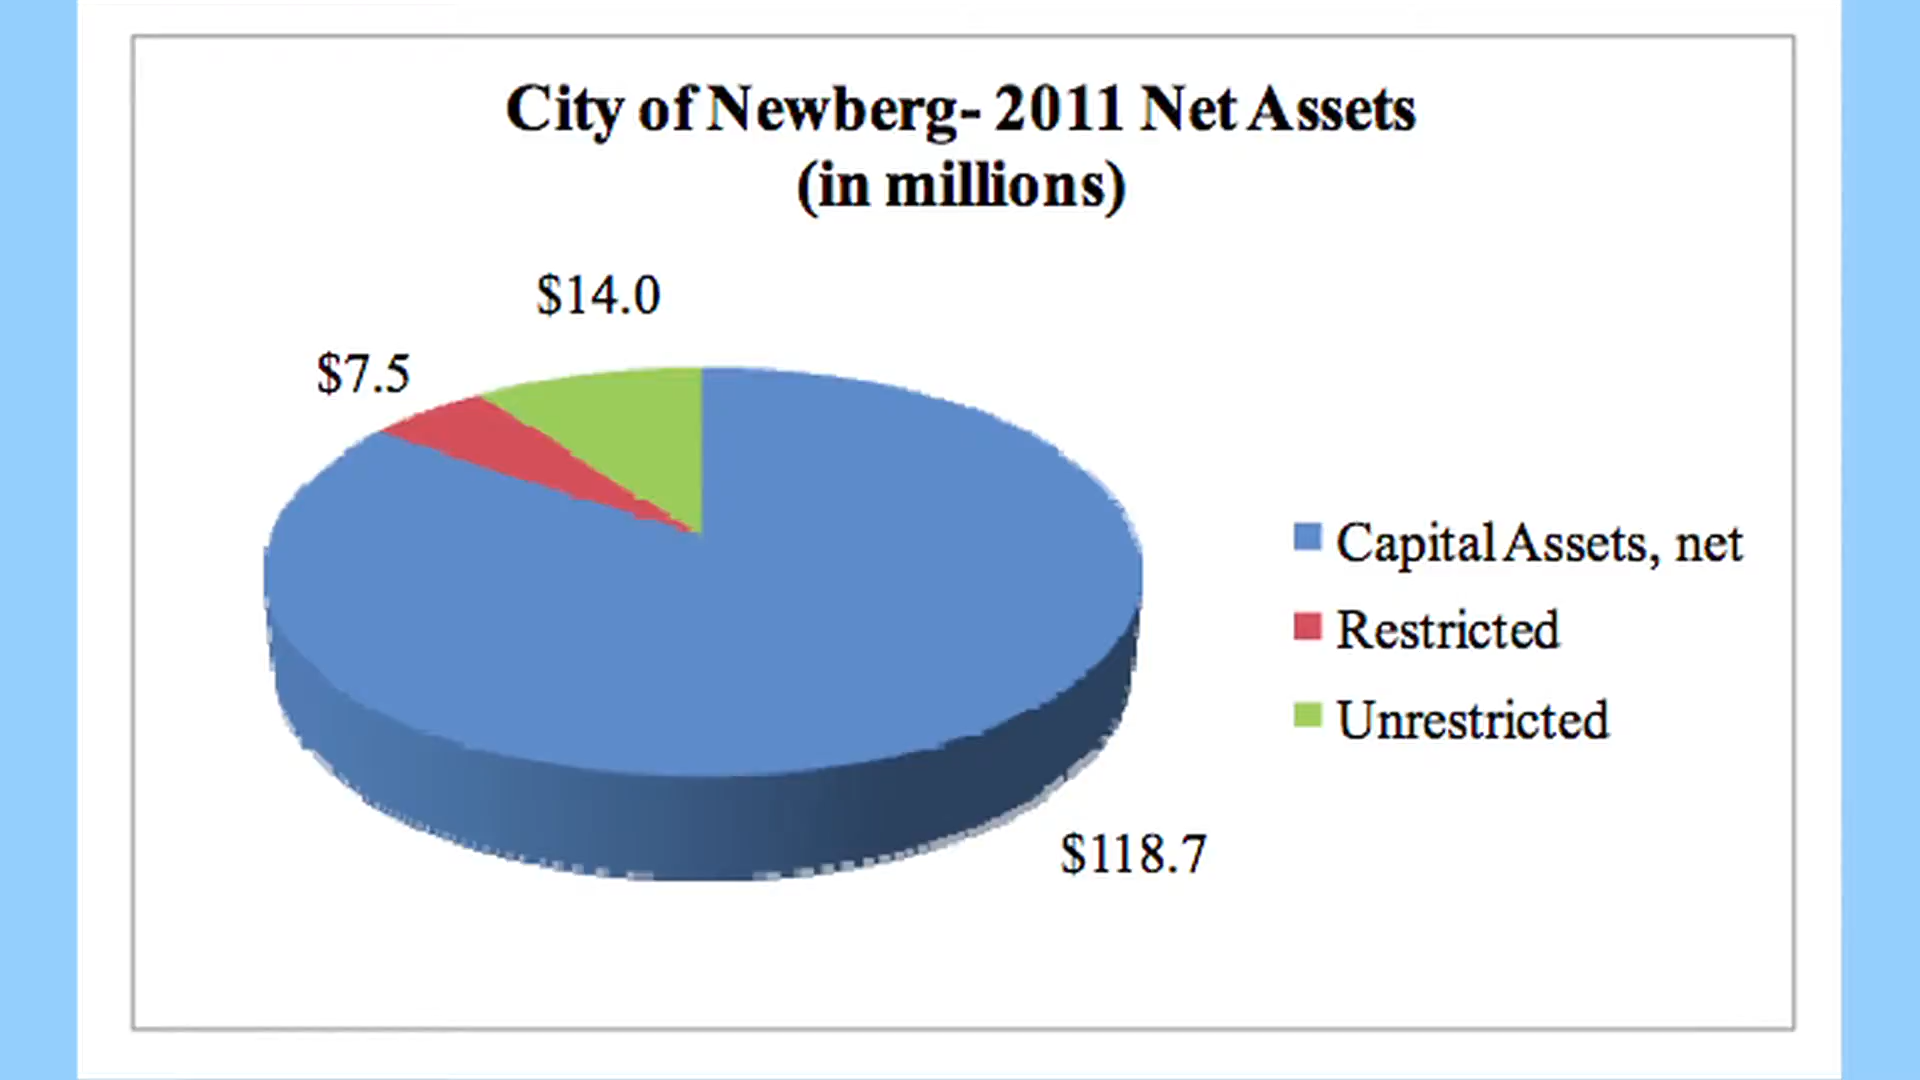 City of Newberg- 2011 Net Assets
(in millions)
$14.0
$7.5
Capital Assets, net
Restricted
Unrestricted
$118.7